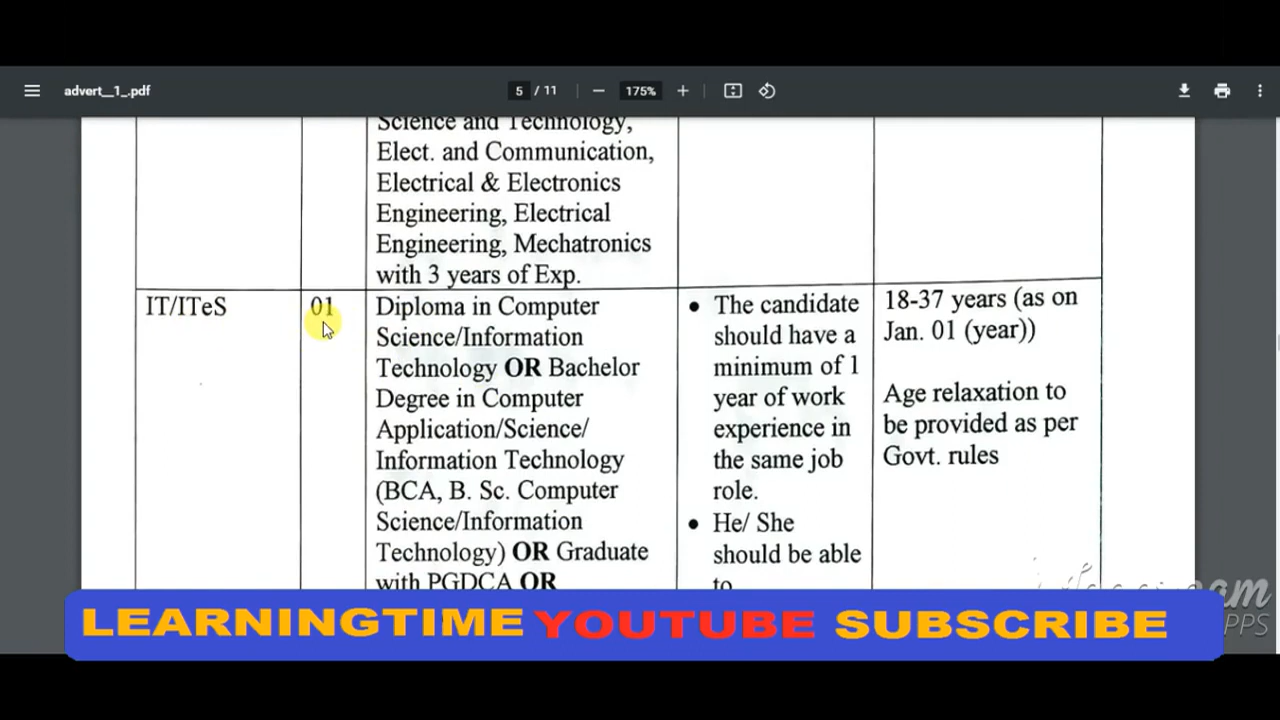 advert__1_.pdf
5 / 11
175%
Science and Technology,
Elect. and Communication,
Electrical & Electronics
Engineering, Electrical
Engineering, Mechatronics
with 3 years of Exp.
IT/ITeS
01
Diploma in Computer
Science/Information
Technology OR Bachelor
Degree in Computer
Application/Science/
Information Technology
(BCA, B. Sc. Computer
Science/Information
Technology) OR Graduate
with PGDCA OR
• The candidate
should have a
minimum of 1
year of work
experience in
the same job
role.
• He/ She
should be able
to
18-37 years (as on
Jan. 01 (year))
Age relaxation to
be provided as per
Govt. rules
LEARNINGTIME YOUTUBE SUBSCRIBE
PPS